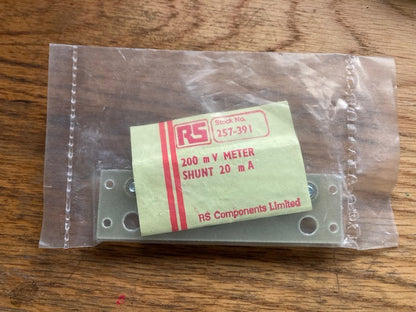 RS
Stock No.
257-391
200 mV METER
SHUNT 20 mA
RS Components Limited